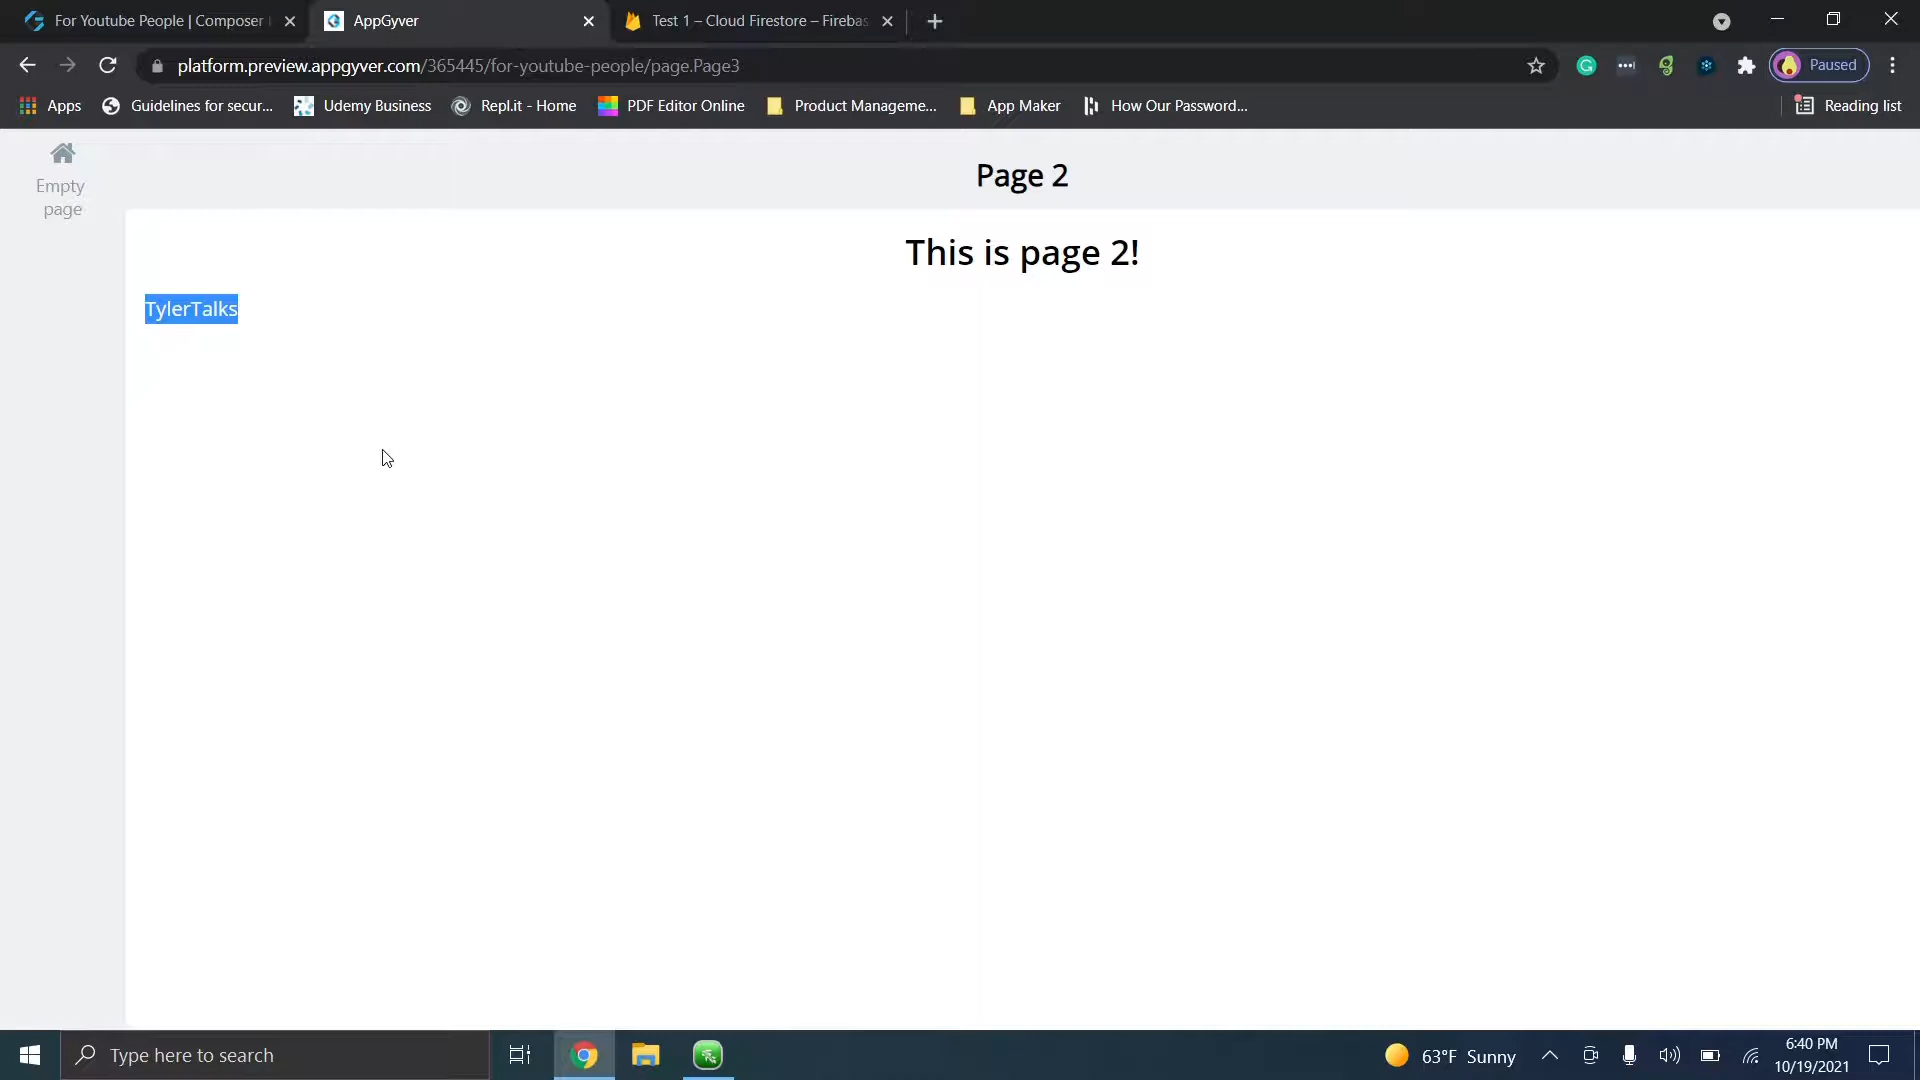 For Youtube People | Composer
AppGyver
Test 1 – Cloud Firestore – Firebas
platform.preview.appgyver.com/365445/for-youtube-people/page.Page3
Paused
Apps
Guidelines for secur...
Udemy Business
Repl.it - Home
PDF Editor Online
Product Manageme...
App Maker
How Our Password...
Reading list
Empty
page
Page 2
This is page 2!
TylerTalks
Type here to search
63°F Sunny
6:40 PM
10/19/2021